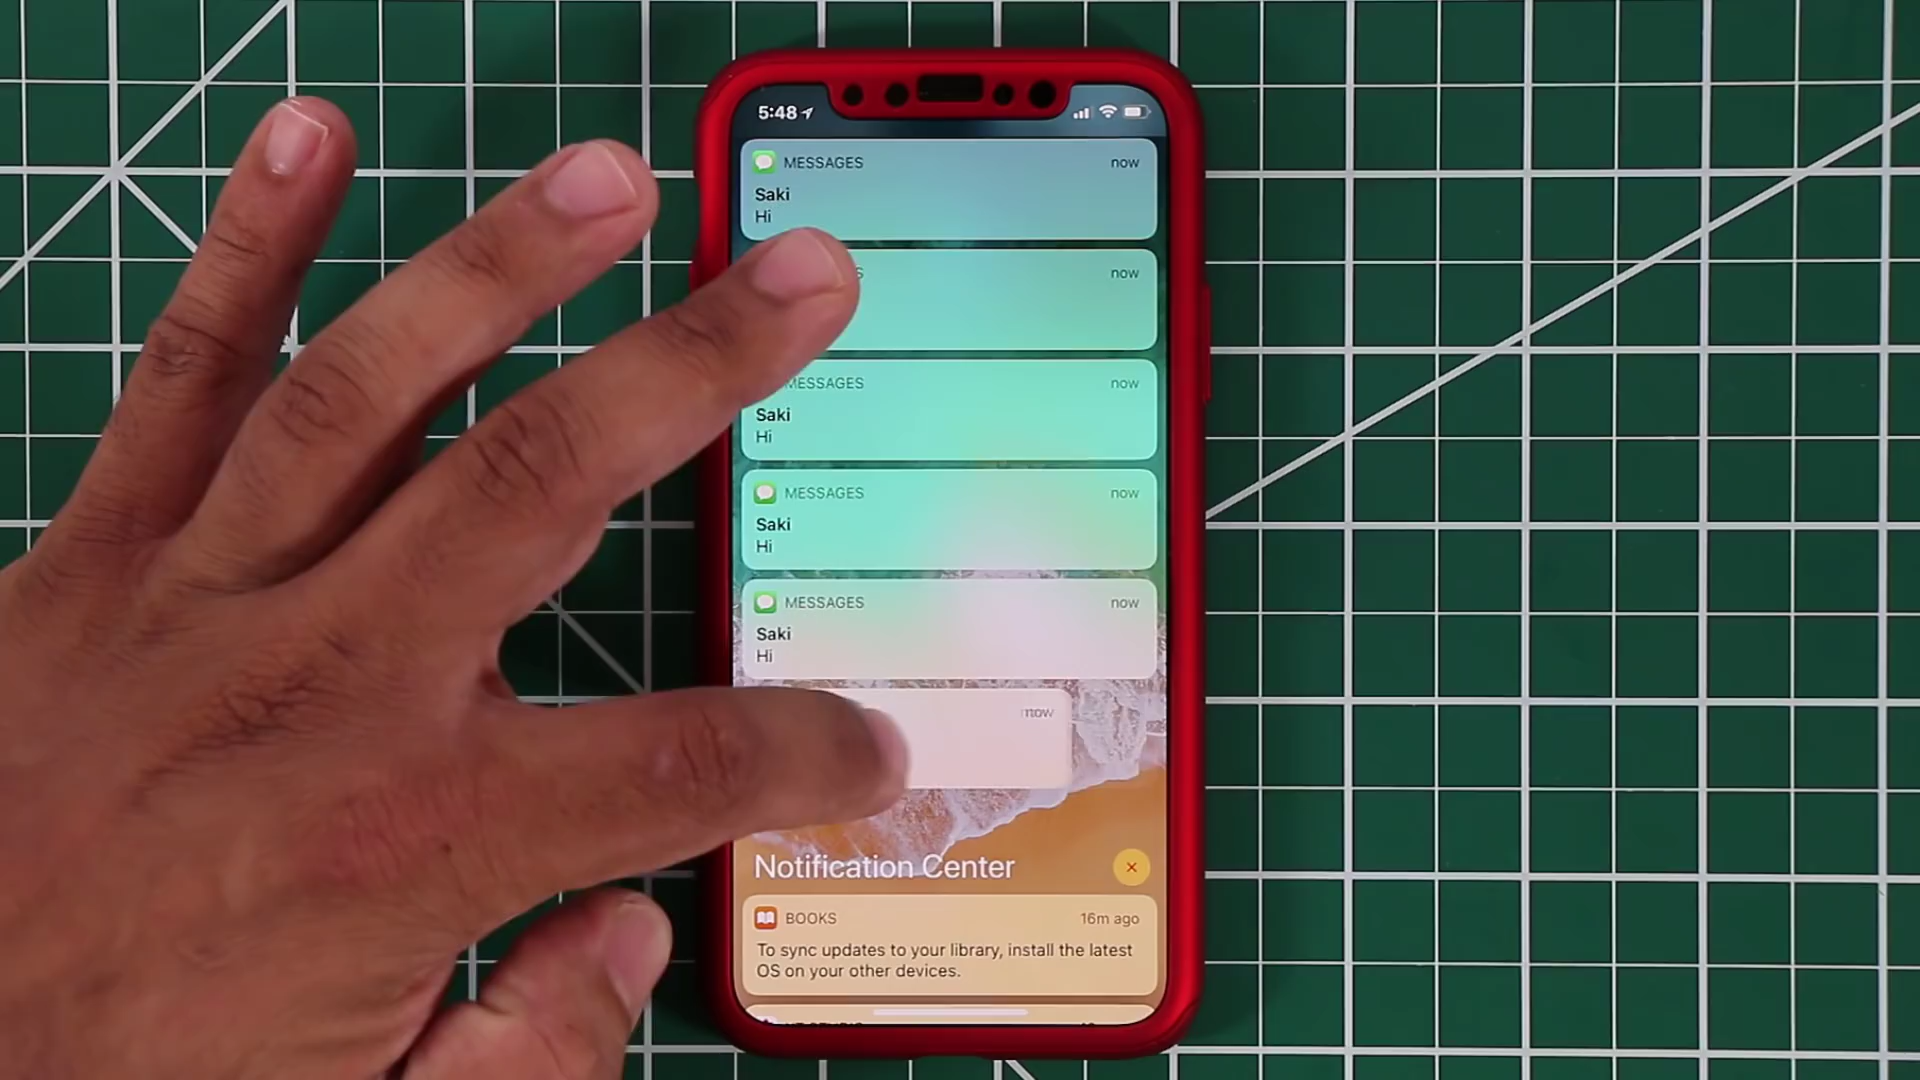 5:48
MESSAGES now
Saki
Hi
now
MESSAGES now
Saki
Hi
MESSAGES now
Saki
Hi
MESSAGES now
Saki
Hi
now
Notification Center
BOOKS 16m ago
To sync updates to your library, install the latest
OS on your other devices.